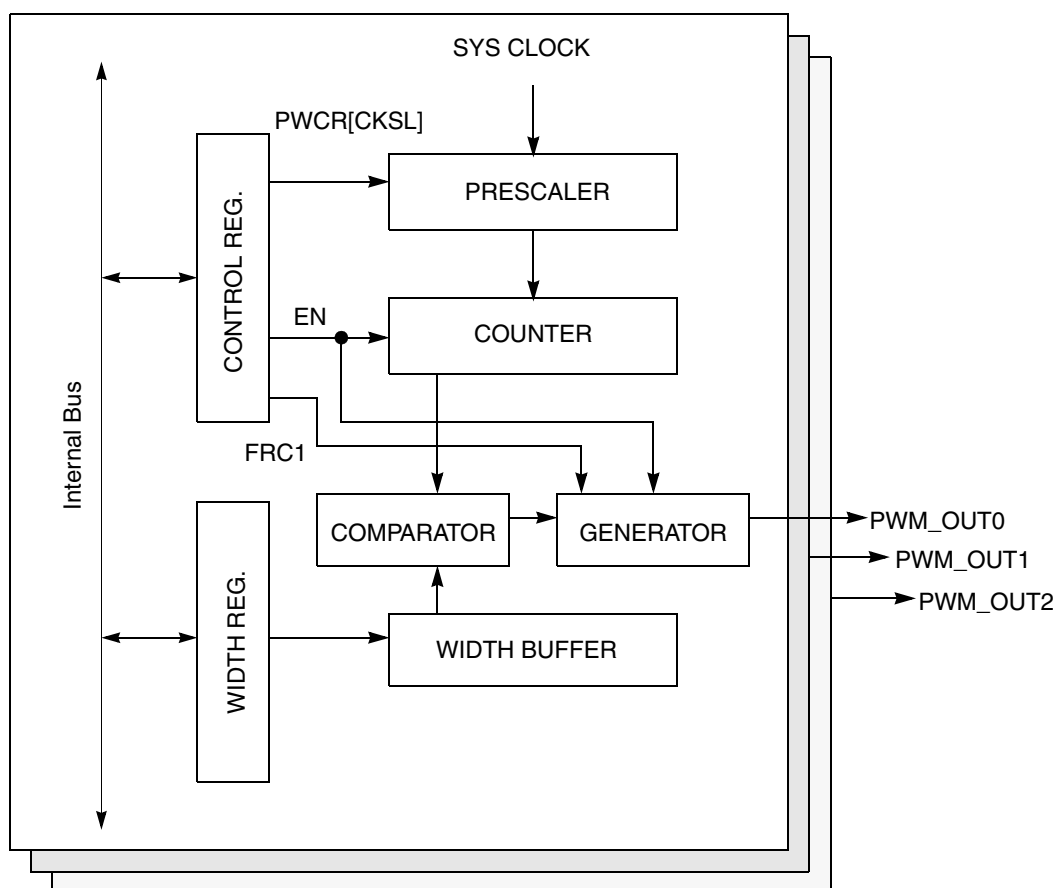 SYS CLOCK
PWCR[CKSL]
PRESCALER
CONTROL REG.
EN
COUNTER
Internal Bus
FRC1
COMPARATOR
GENERATOR
PWM_OUT0
PWM_OUT1
PWM_OUT2
WIDTH REG.
WIDTH BUFFER